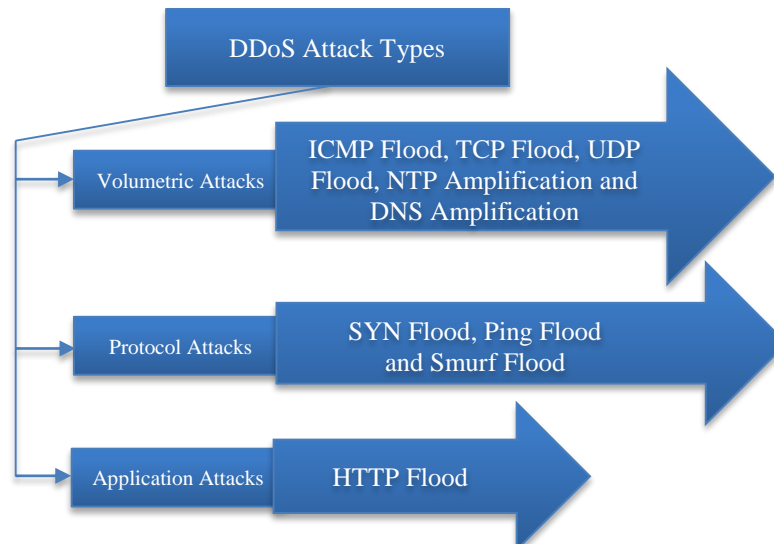 DDoS Attack Types
Volumetric Attacks
ICMP Flood, TCP Flood, UDP
Flood, NTP Amplification and
DNS Amplification
Protocol Attacks
SYN Flood, Ping Flood
and Smurf Flood
Application Attacks
HTTP Flood